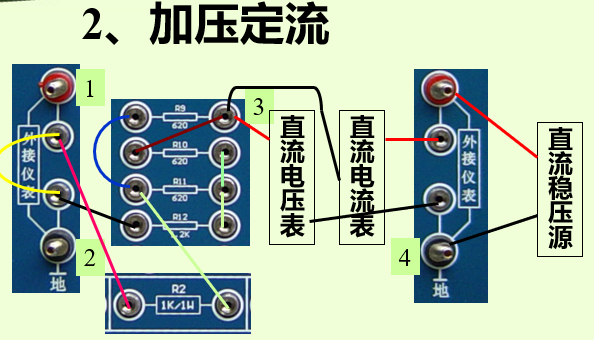 2、加压定流
1
外接仪表
2
地
R9
620
R10
620
R11
620
R12
.2K
R2
1K/1W
3
直流电压表
直流电流表
4
外接仪表
地
直流稳压源